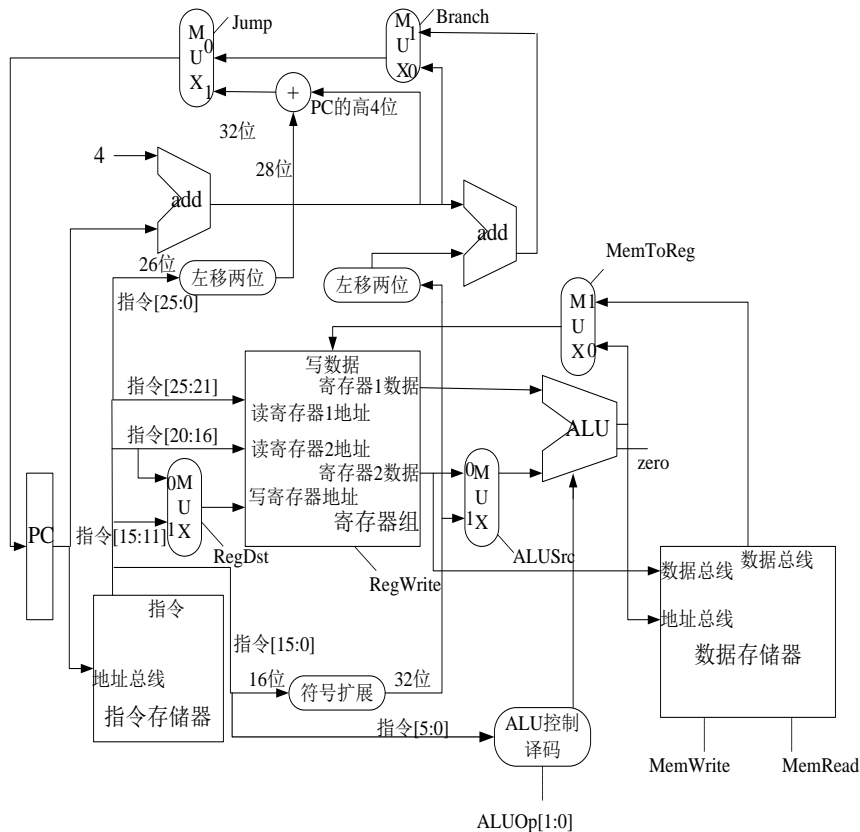 Jump
Branch
M
U
X
0
1
M
U
X
1
0
+
PC的高4位
32位
28位
4
add
add
26位
左移两位
指令[25:0]
左移两位
MemToReg
M1
U
X0
写数据
寄存器1数据
指令[25:21]
读寄存器1地址
指令[20:16]
读寄存器2地址
寄存器2数据
写寄存器地址
寄存器组
ALU
zero
0M
U
1X
0M
U
1X
PC
指令[15:11]
RegDst
RegWrite
ALUSrc
指令
指令[15:0]
地址总线
指令存储器
16位
符号扩展
32位
指令[5:0]
ALU控制
译码
ALUOp[1:0]
数据总线
数据总线
地址总线
数据存储器
MemWrite
MemRead